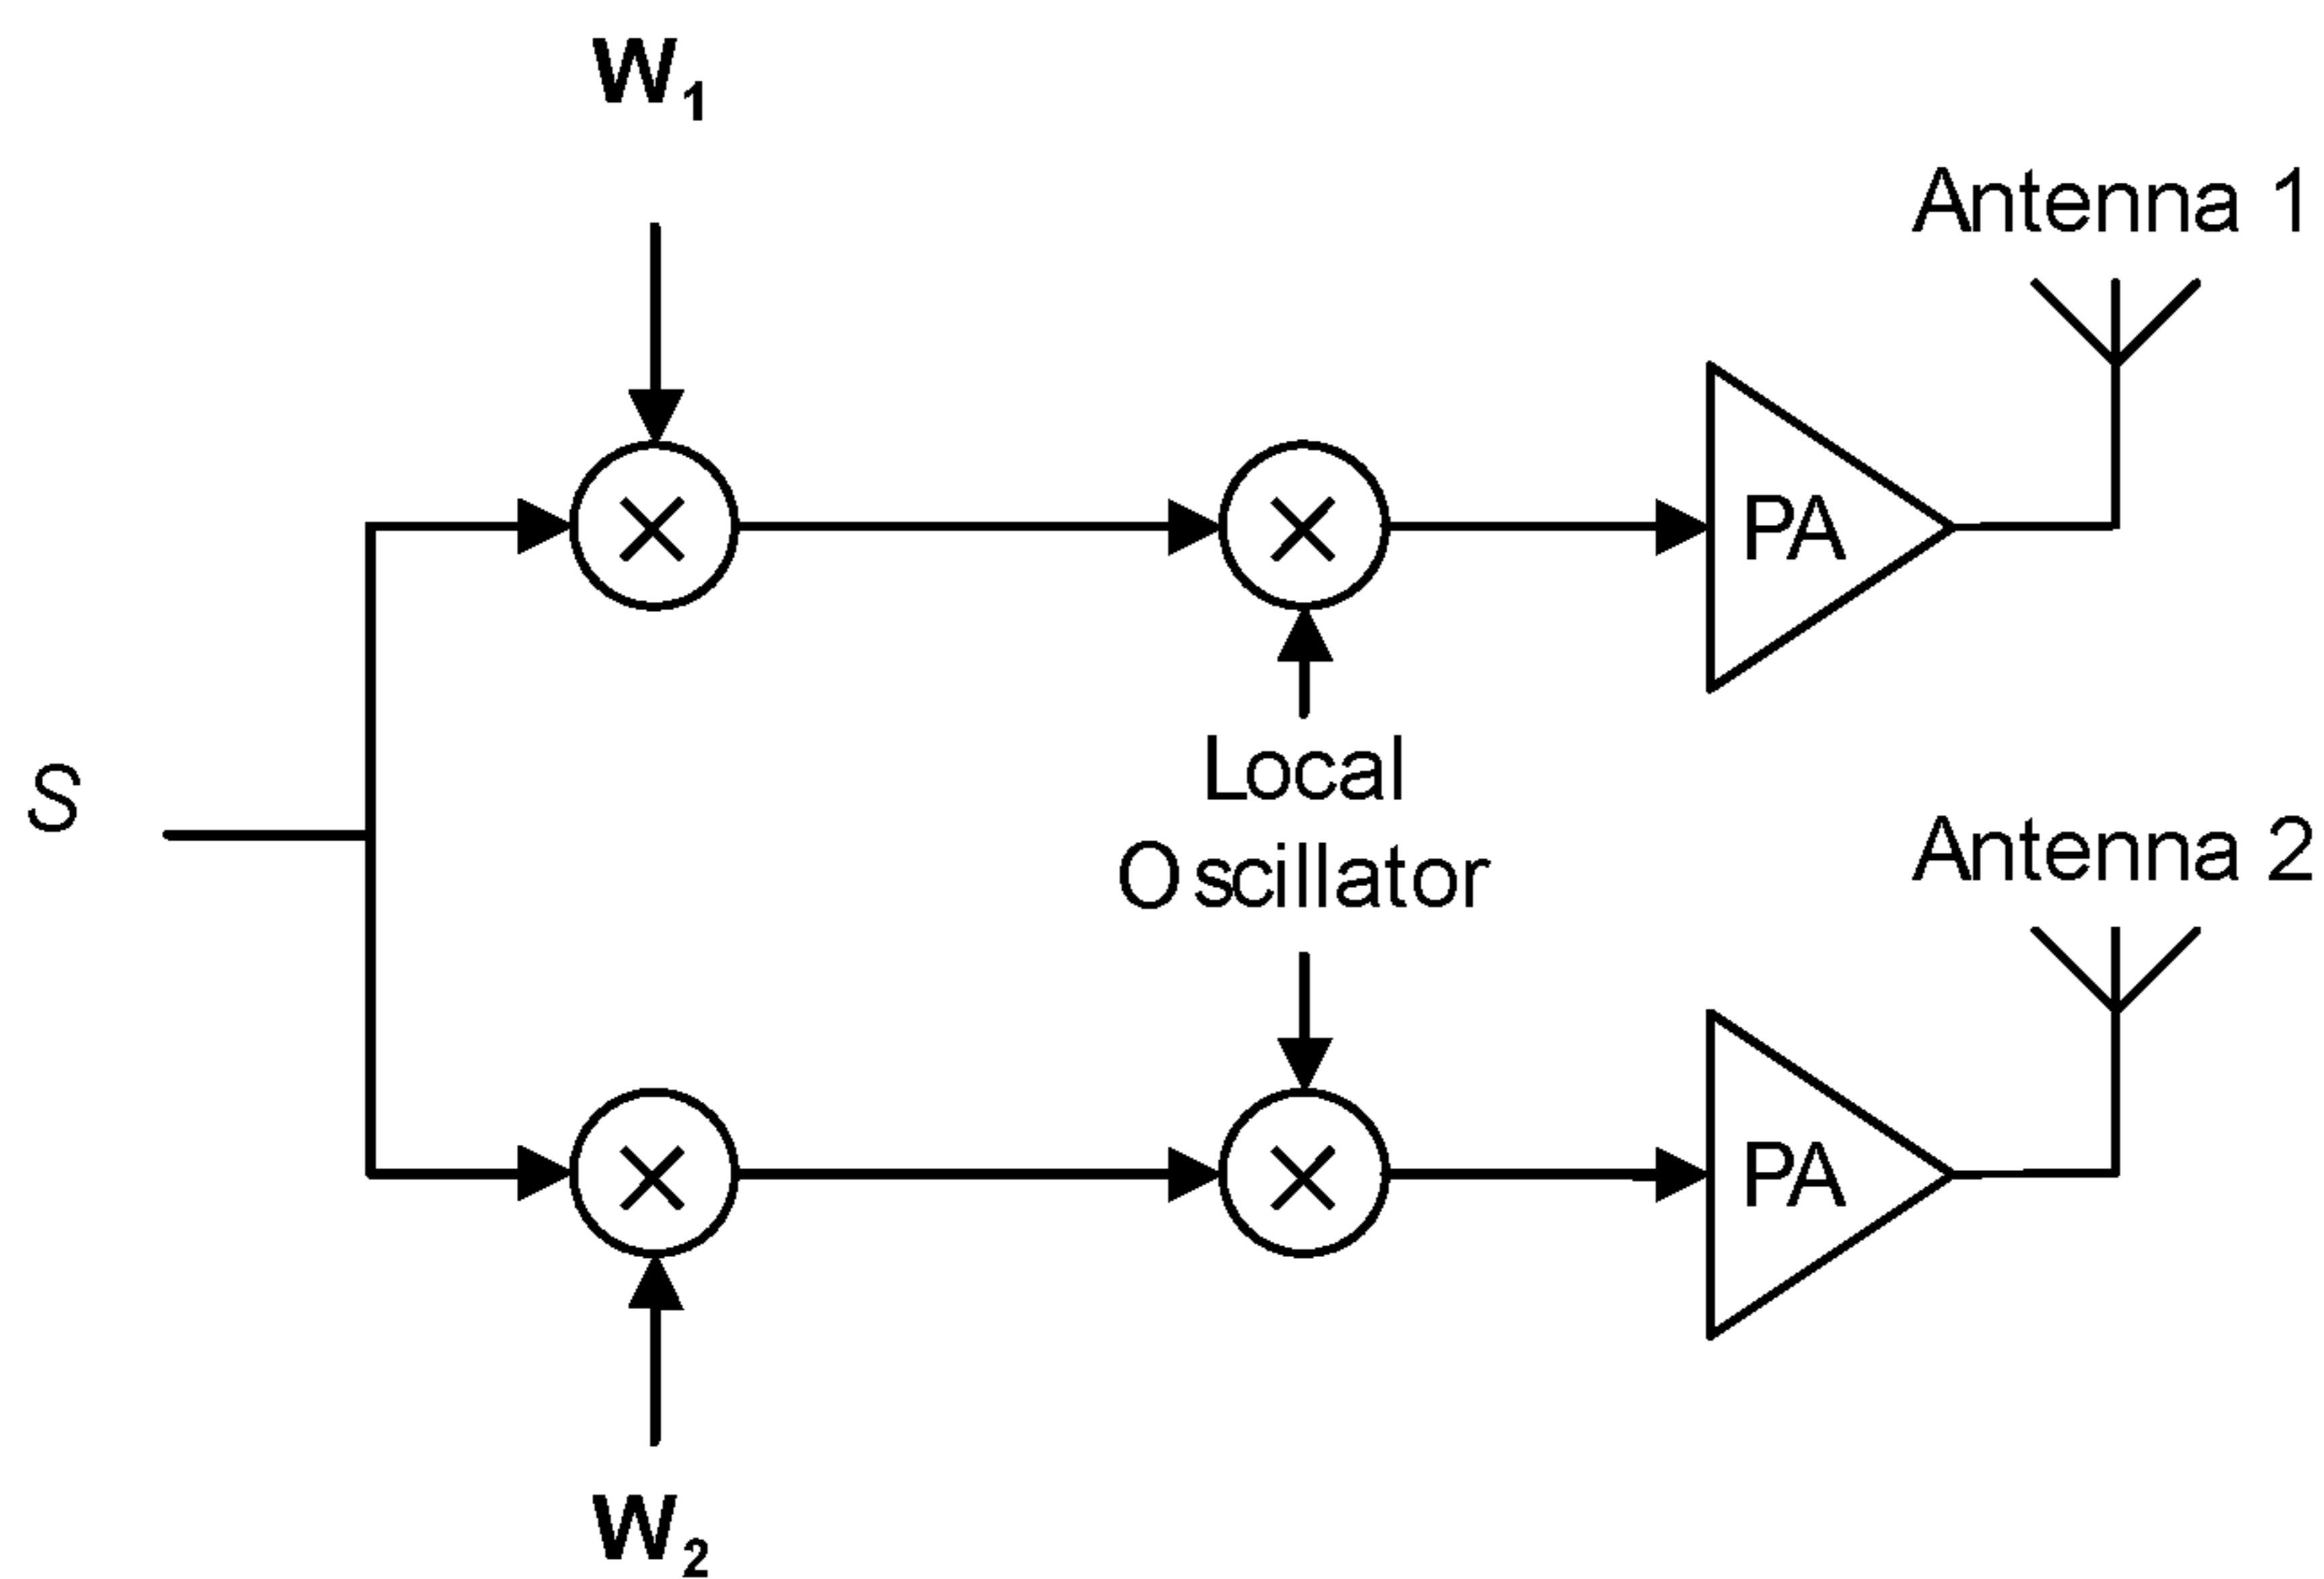 W1
Antenna 1
× ×
PA
Local
Oscillator
S
Antenna 2
× ×
PA
W2